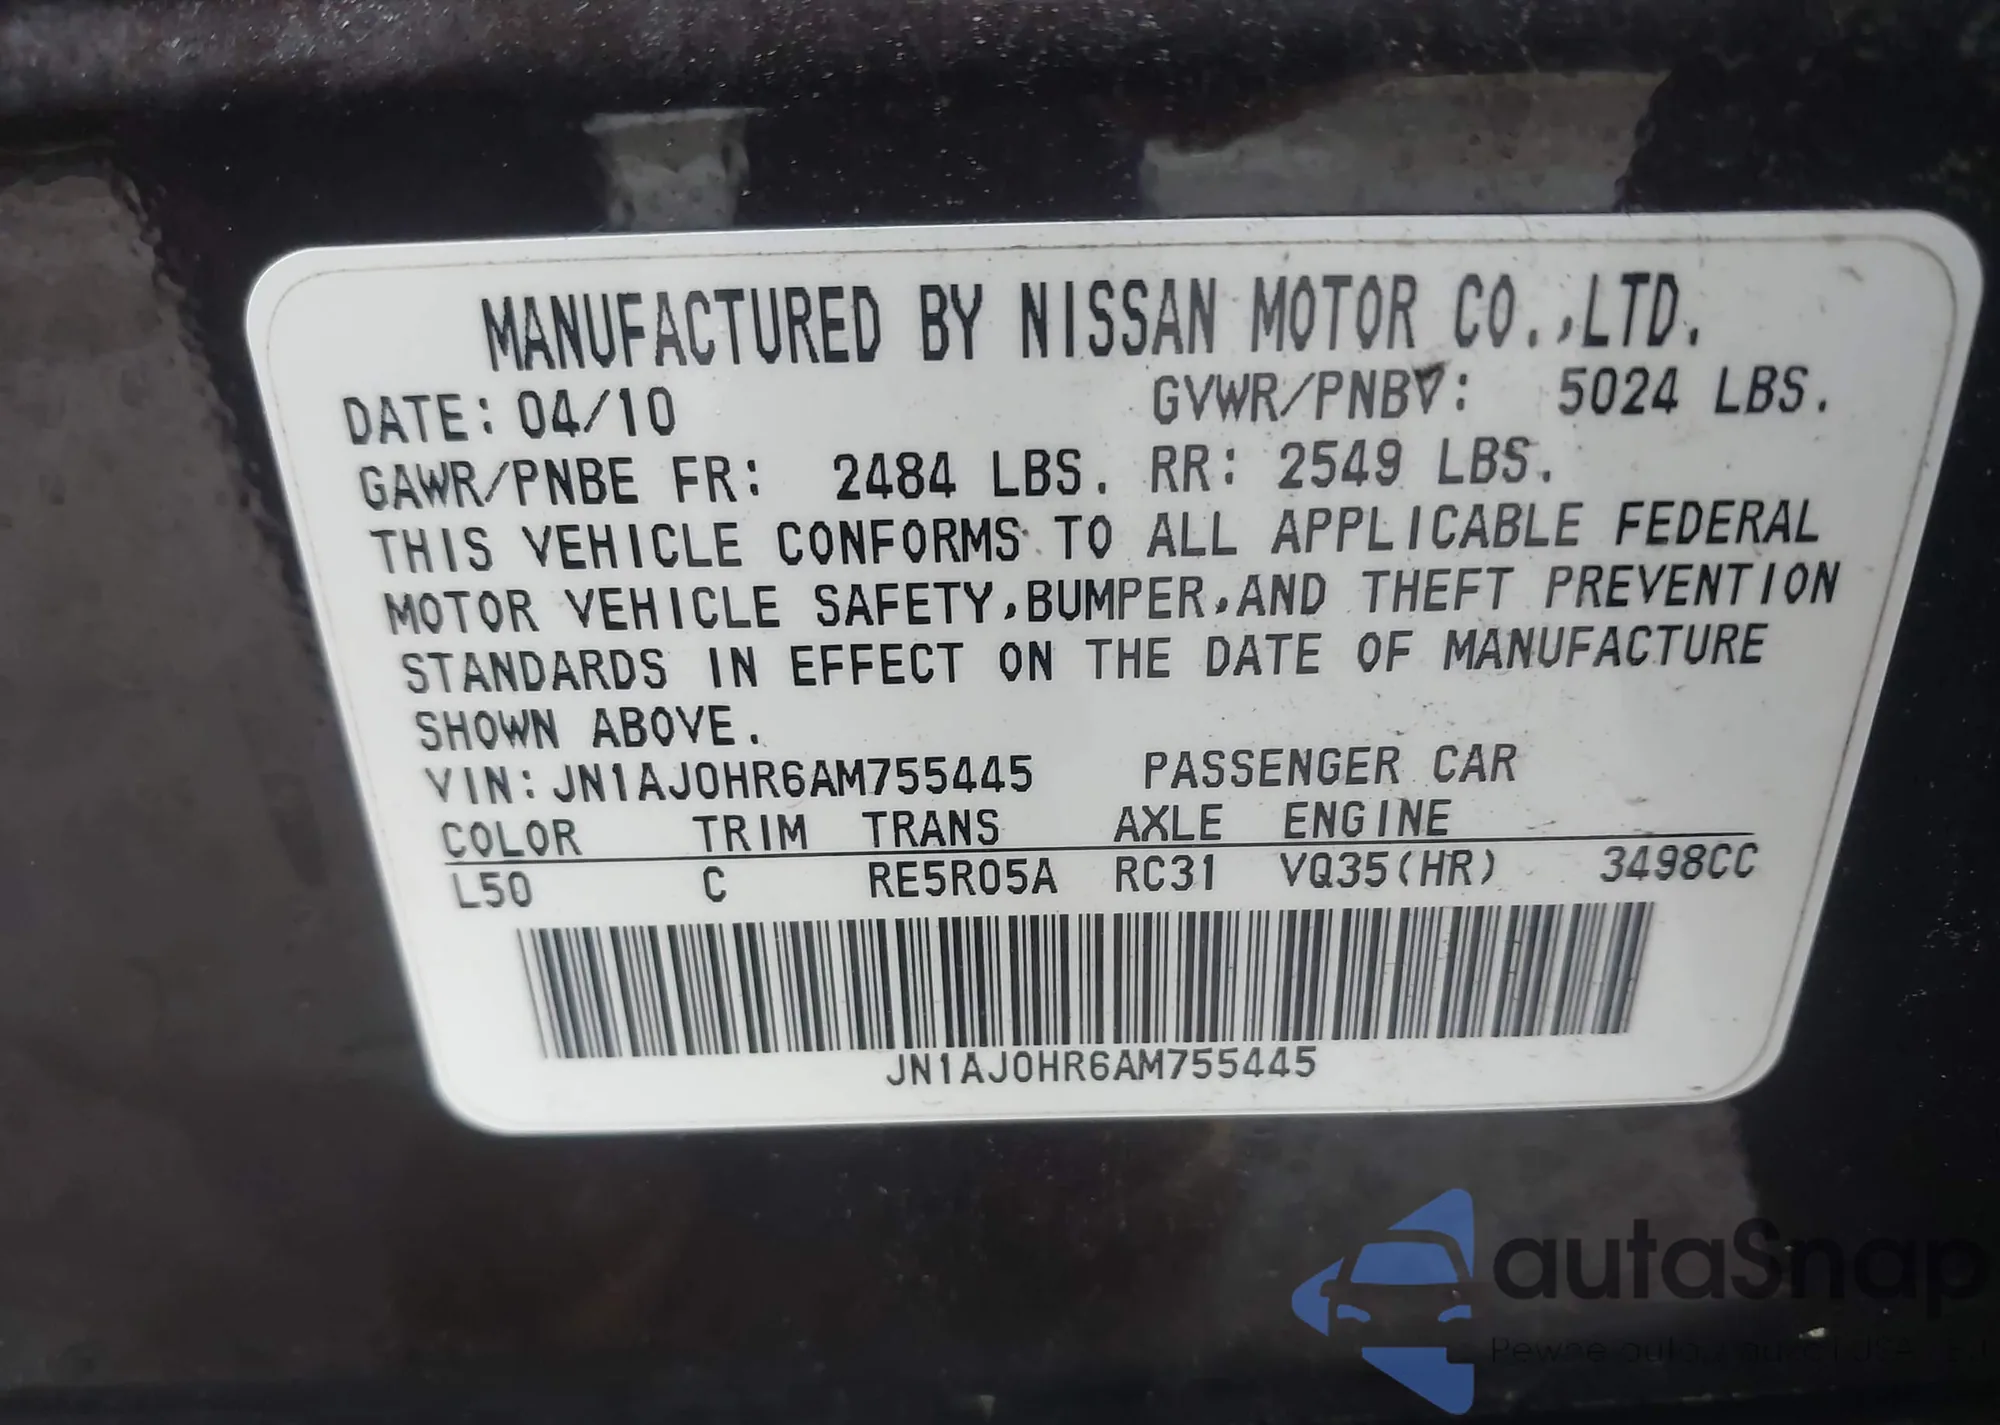 MANUFACTURED BY NISSAN MOTOR CO.,LTD.
DATE: 04/10 GVWR/PNBV: 5024 LBS.
GAWR/PNBE FR: 2484 LBS. RR: 2549 LBS.
THIS VEHICLE CONFORMS TO ALL APPLICABLE FEDERAL
MOTOR VEHICLE SAFETY,BUMPER,AND THEFT PREVENTION
STANDARDS IN EFFECT ON THE DATE OF MANUFACTURE
SHOWN ABOVE.
VIN:JN1AJ0HR6AM755445 PASSENGER CAR
COLOR TRIM TRANS AXLE ENGINE
L50 C RE5R05A RC31 VQ35(HR) 3498CC
JN1AJ0HR6AM755445
autaSnap
Pewne auta z